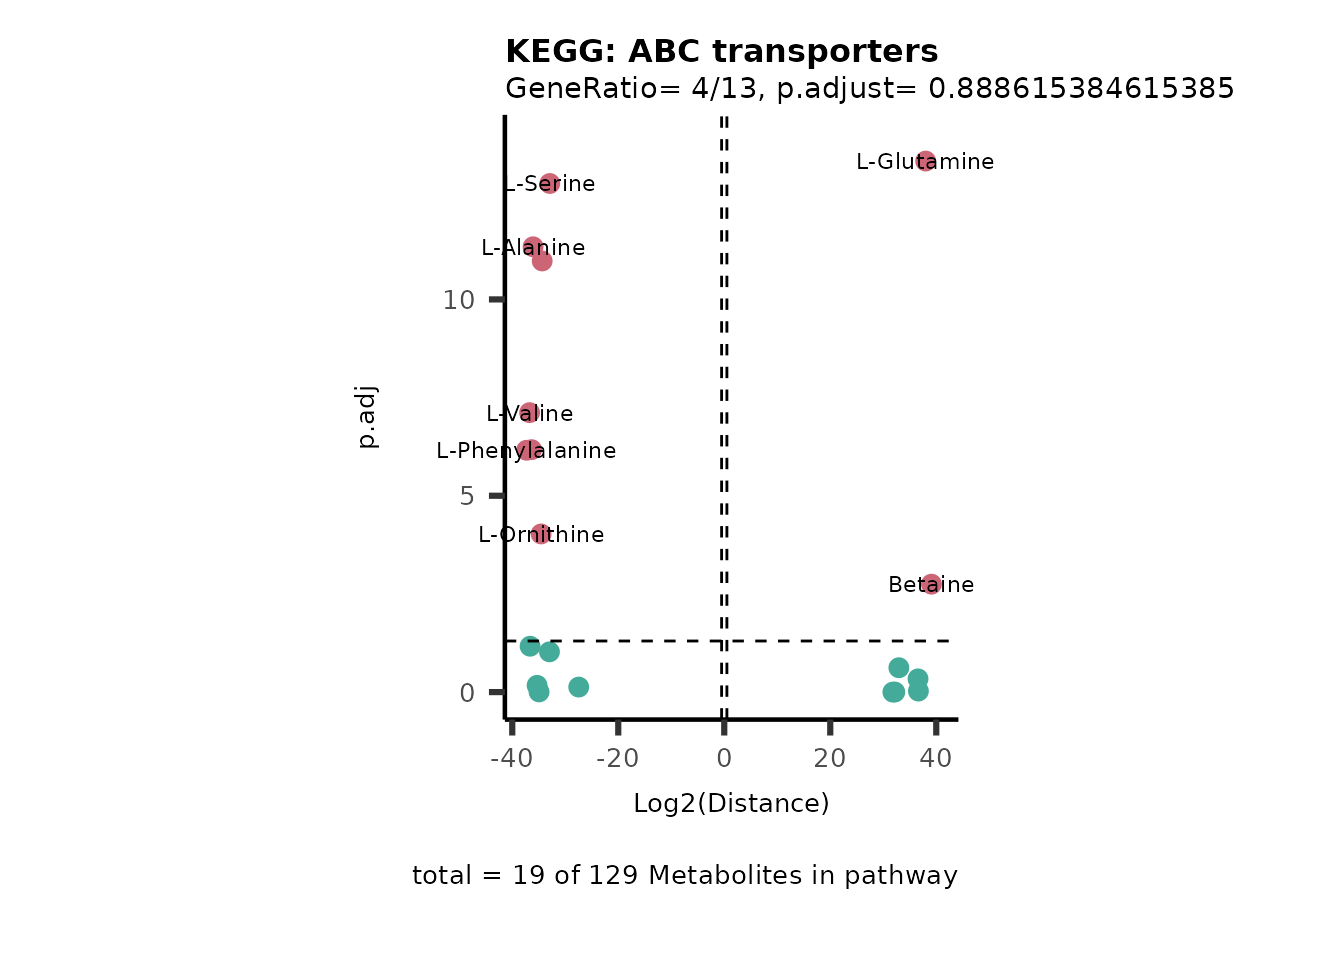 KEGG: ABC transporters
GeneRatio= 4/13, p.adjust= 0.888615384615385
L-Glutamine
L-Serine
L-Alanine
10
L-Valine
p.adj
L-Phenylalanine
5
L-Ornithine
Betaine
0
-40 -20 0 20 40
Log2(Distance)
total = 19 of 129 Metabolites in pathway